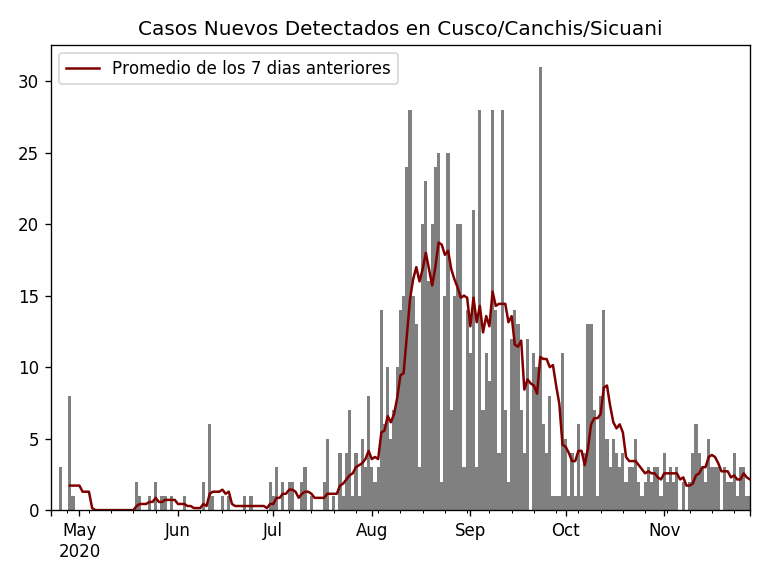 Casos Nuevos Detectados en Cusco/Canchis/Sicuani
Promedio de los 7 dias anteriores
30
25
20
15
10
5
0
May Jun Jul Aug Sep Oct Nov
2020